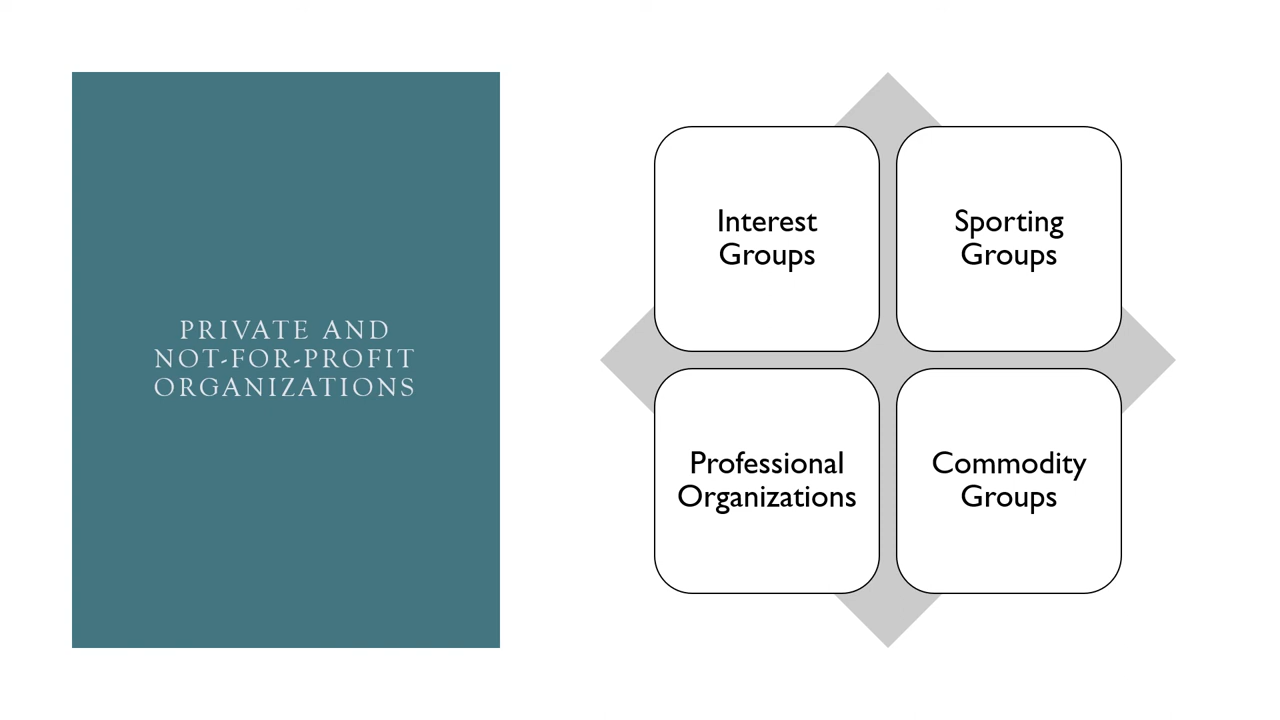 PRIVATE AND
NOT-FOR-PROFIT
ORGANIZATIONS
Interest
Groups
Sporting
Groups
Professional
Organizations
Commodity
Groups